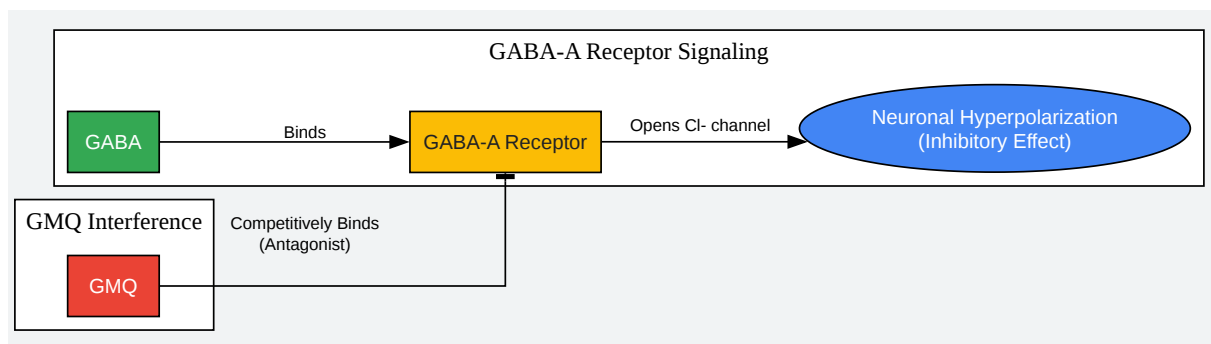 GABA-A Receptor Signaling
GABA
Binds
GABA-A Receptor
Opens Cl- channel
Neuronal Hyperpolarization
(Inhibitory Effect)
GMQ Interference
GMQ
Competitively Binds
(Antagonist)